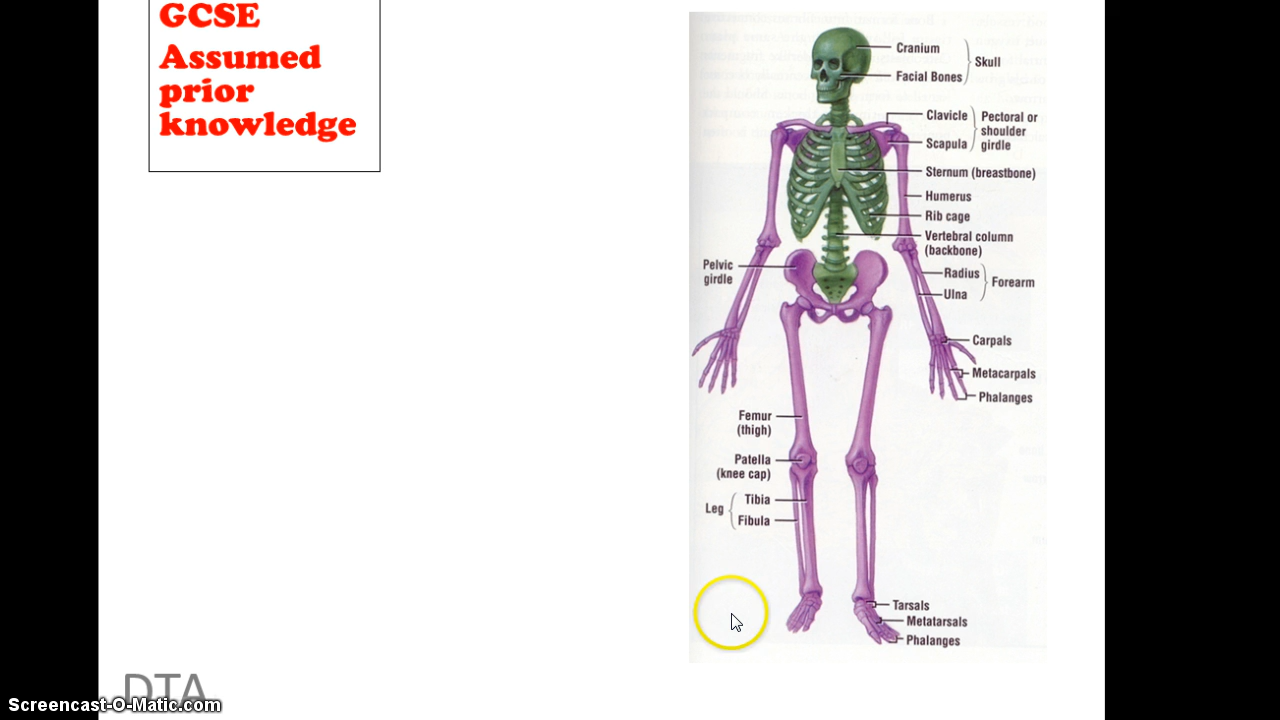 GCSE
Assumed
prior
knowledge
Cranium
Skull
Facial Bones
Clavicle
Pectoral or
shoulder
girdle
Scapula
Sternum (breastbone)
Humerus
Rib cage
Vertebral column
(backbone)
Pelvic
girdle
Radius
Forearm
Ulna
Carpals
Metacarpals
Phalanges
Femur
(thigh)
Patella
(knee cap)
Leg
Tibia
Fibula
Tarsals
Metatarsals
Phalanges
DTA
Screencast-O-Matic.com